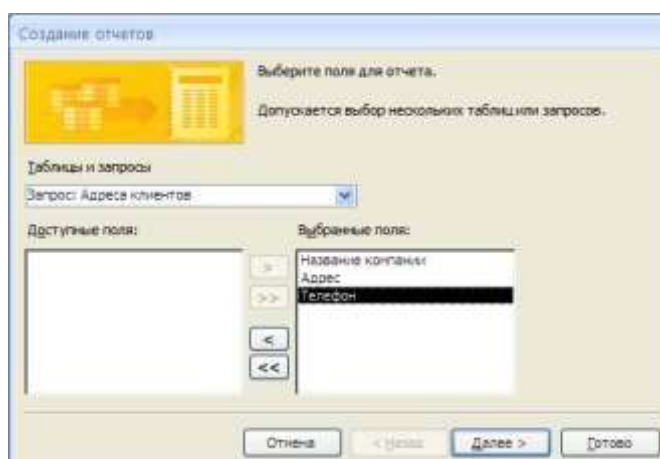 Создание отчетов
Выберите поля для отчета.
Допускается выбор нескольких таблиц или запросов.
Таблицы и запросы
Запрос: Адреса клиентов
Доступные поля:
Выбранные поля:
Название компании
Адрес
Телефон
>
>>
<
<<
Отмена
< Назад
Далее >
Готово